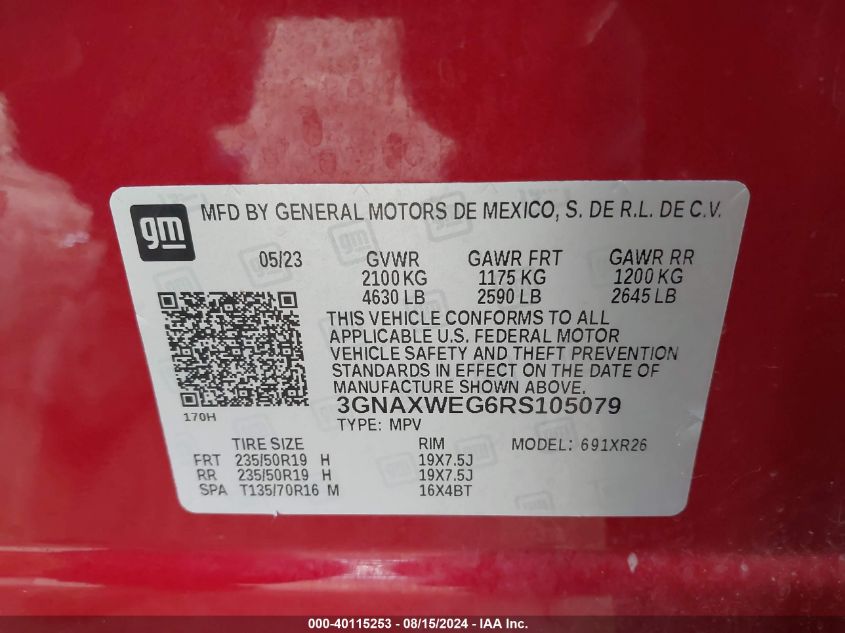 gm
MFD BY GENERAL MOTORS DE MEXICO, S. DE R.L. DE C.V.
05/23 GVWR GAWR FRT GAWR RR
2100 KG 1175 KG 1200 KG
4630 LB 2590 LB 2645 LB
THIS VEHICLE CONFORMS TO ALL
APPLICABLE U.S. FEDERAL MOTOR
VEHICLE SAFETY AND THEFT PREVENTION
STANDARDS IN EFFECT ON THE DATE OF
MANUFACTURE SHOWN ABOVE.
170H 3GNAXWEG6RS105079
TYPE: MPV
TIRE SIZE RIM MODEL: 691XR26
FRT 235/50R19 H 19X7.5J
RR 235/50R19 H 19X7.5J
SPA T135/70R16 M 16X4BT
000-40115253 - 08/15/2024 - IAA Inc.